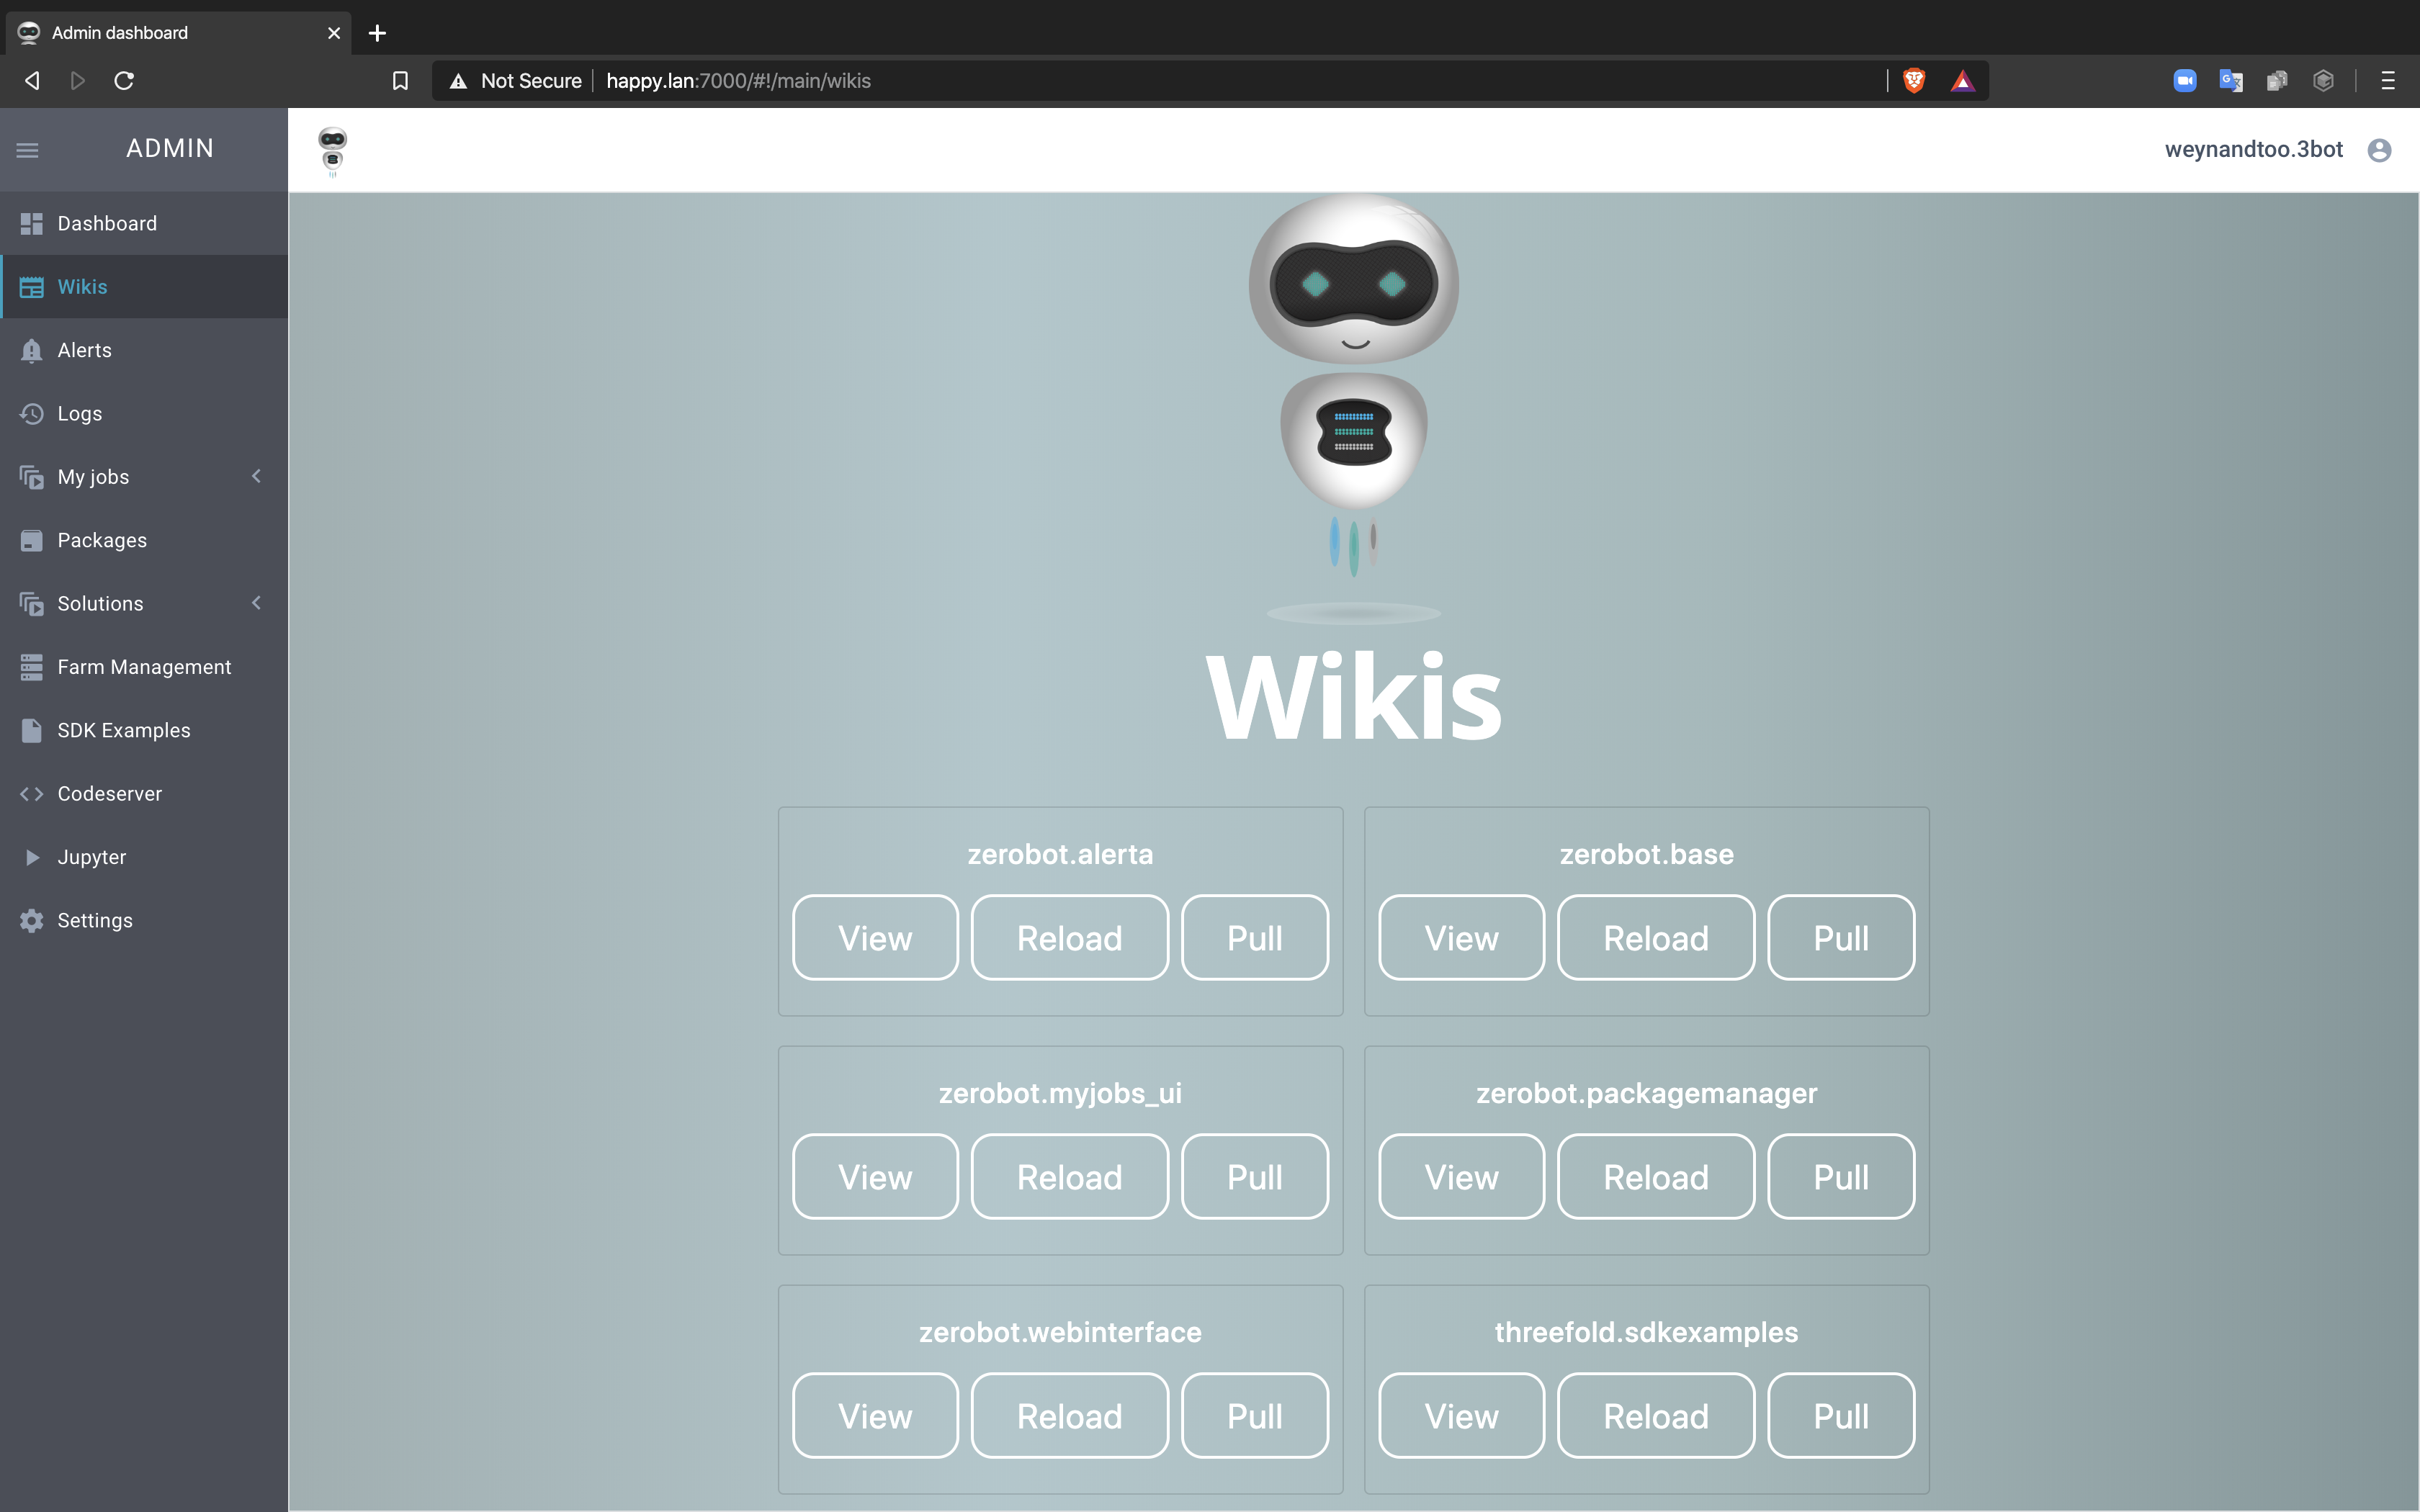 Admin dashboard
Not Secure happy.lan:7000/#!/main/wikis
ADMIN
weynandtoo.3bot
Dashboard
Wikis
Alerts
Logs
My jobs
Packages
Solutions
Farm Management
SDK Examples
Codeserver
Jupyter
Settings
Wikis
zerobot.alerta
View Reload Pull
zerobot.base
View Reload Pull
zerobot.myjobs_ui
View Reload Pull
zerobot.packagemanager
View Reload Pull
zerobot.webinterface
View Reload Pull
threefold.sdkexamples
View Reload Pull